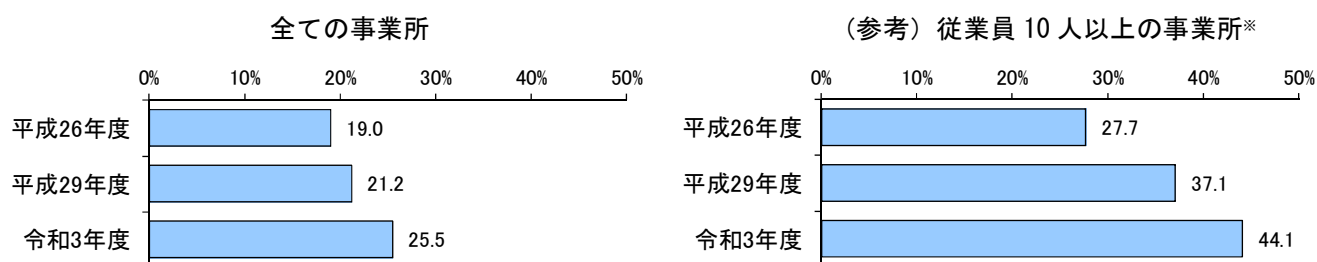 全ての事業所
0% 10% 20% 30% 40% 50%
平成26年度 19.0
平成29年度 21.2
令和3年度 25.5
（参考）従業員 10 人以上の事業所※
0% 10% 20% 30% 40% 50%
平成26年度 27.7
平成29年度 37.1
令和3年度 44.1